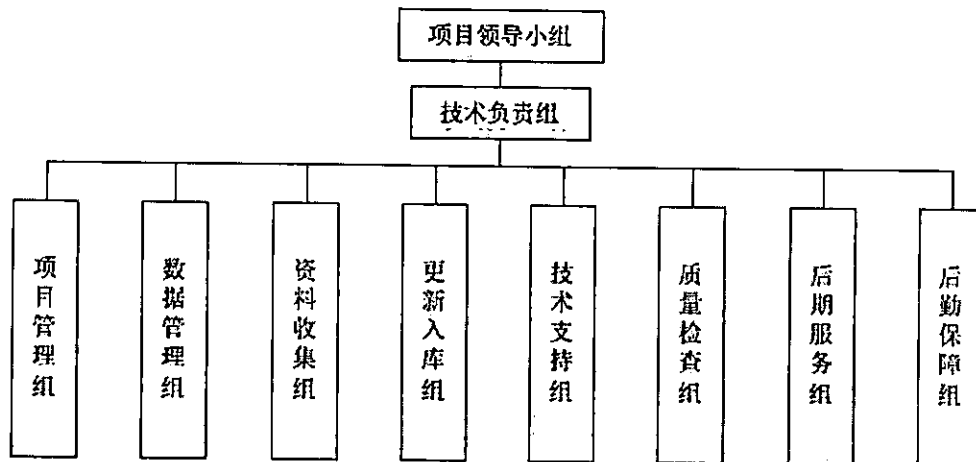 项目领导小组
技术负责组
项目管理组
数据管理组
资料收集组
更新入库组
技术支持组
质量检查组
后期服务组
后勤保障组